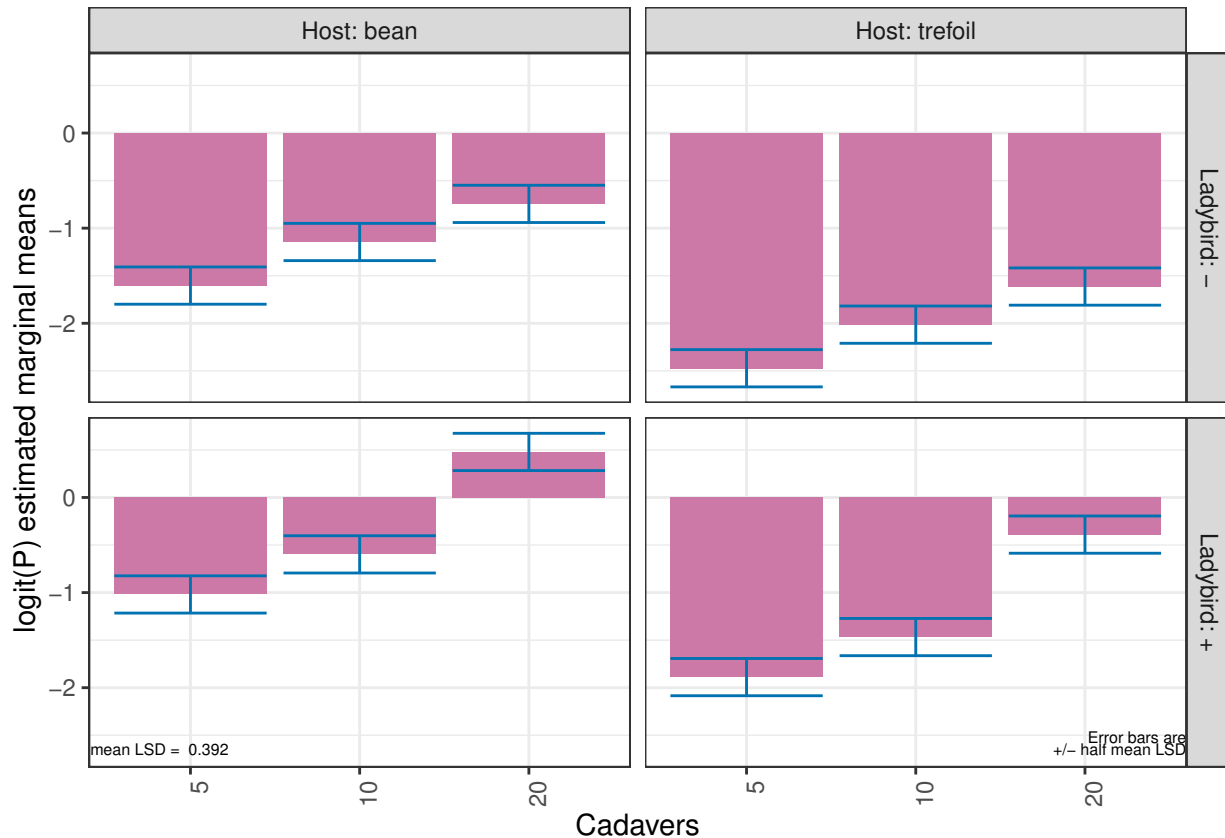 Host: bean
Host: trefoil
Ladybird: −
Ladybird: +
logit(P) estimated marginal means
0
−1
−2
0
−1
−2
mean LSD = 0.392
Error bars are
+/− half mean LSD
5
10
20
5
10
20
Cadavers